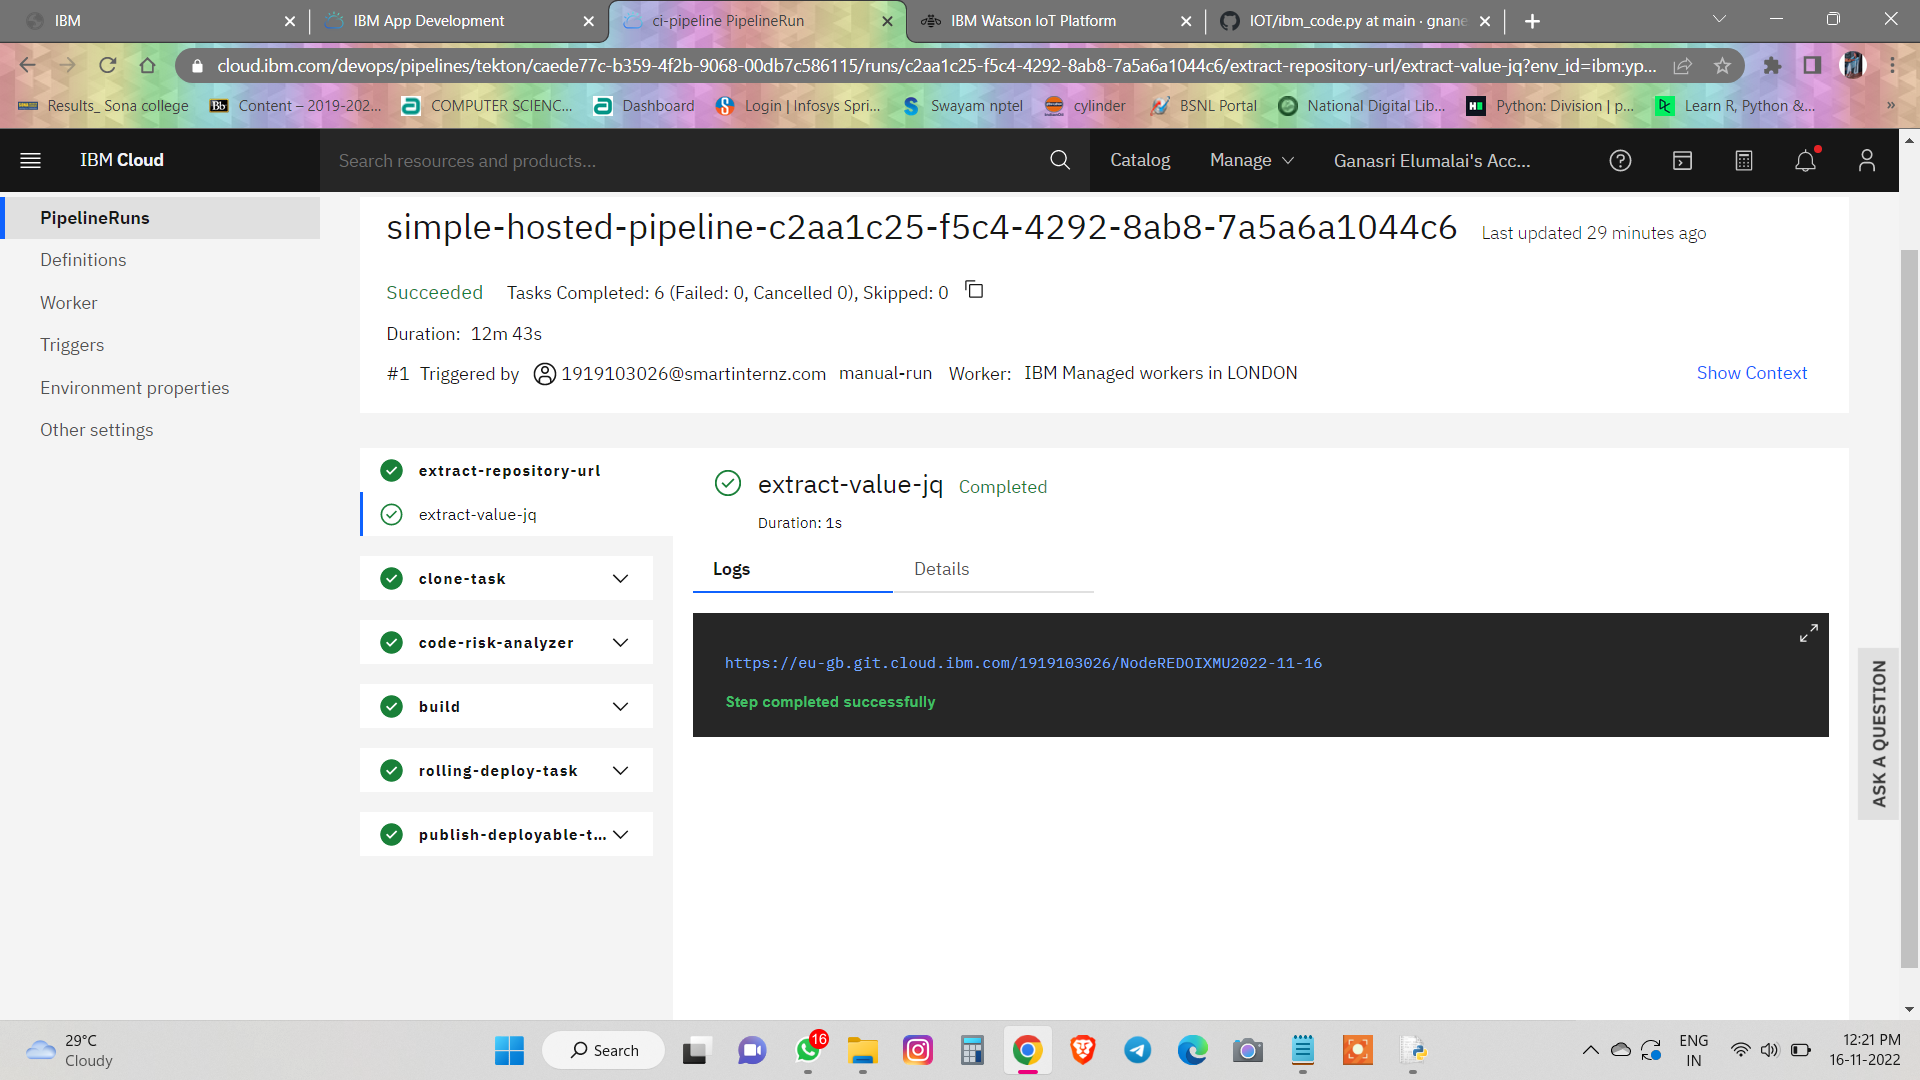 IBM
IBM App Development
ci-pipeline PipelineRun
IBM Watson IoT Platform
IOT/ibm_code.py at main · gnane
cloud.ibm.com/devops/pipelines/tekton/caede77c-b359-4f2b-9068-00db7c586115/runs/c2aa1c25-f5c4-4292-8ab8-7a5a6a1044c6/extract-repository-url/extract-value-jq?env_id=ibm:yp...
Results_ Sona college
Bb
Content – 2019-202...
COMPUTER SCIENC...
Dashboard
Login | Infosys Spri...
Swayam nptel
cylinder
BSNL Portal
National Digital Lib...
Python: Division | p...
Learn R, Python &...
»
IBM Cloud
Search resources and products...
Catalog
Manage
Ganasri Elumalai's Acc...
PipelineRuns
Definitions
Worker
Triggers
Environment properties
Other settings
simple-hosted-pipeline-c2aa1c25-f5c4-4292-8ab8-7a5a6a1044c6 Last updated 29 minutes ago
Succeeded Tasks Completed: 6 (Failed: 0, Cancelled 0), Skipped: 0
Duration: 12m 43s
#1 Triggered by 1919103026@smartinternz.com manual-run Worker: IBM Managed workers in LONDON
Show Context
extract-repository-url
extract-value-jq
clone-task
code-risk-analyzer
build
rolling-deploy-task
publish-deployable-t...
extract-value-jq Completed
Duration: 1s
Logs
Details
https://eu-gb.git.cloud.ibm.com/1919103026/NodeREDOIXMU2022-11-16
Step completed successfully
ASK A QUESTION
29°C
Cloudy
Search
16
ENG
IN
12:21 PM
16-11-2022